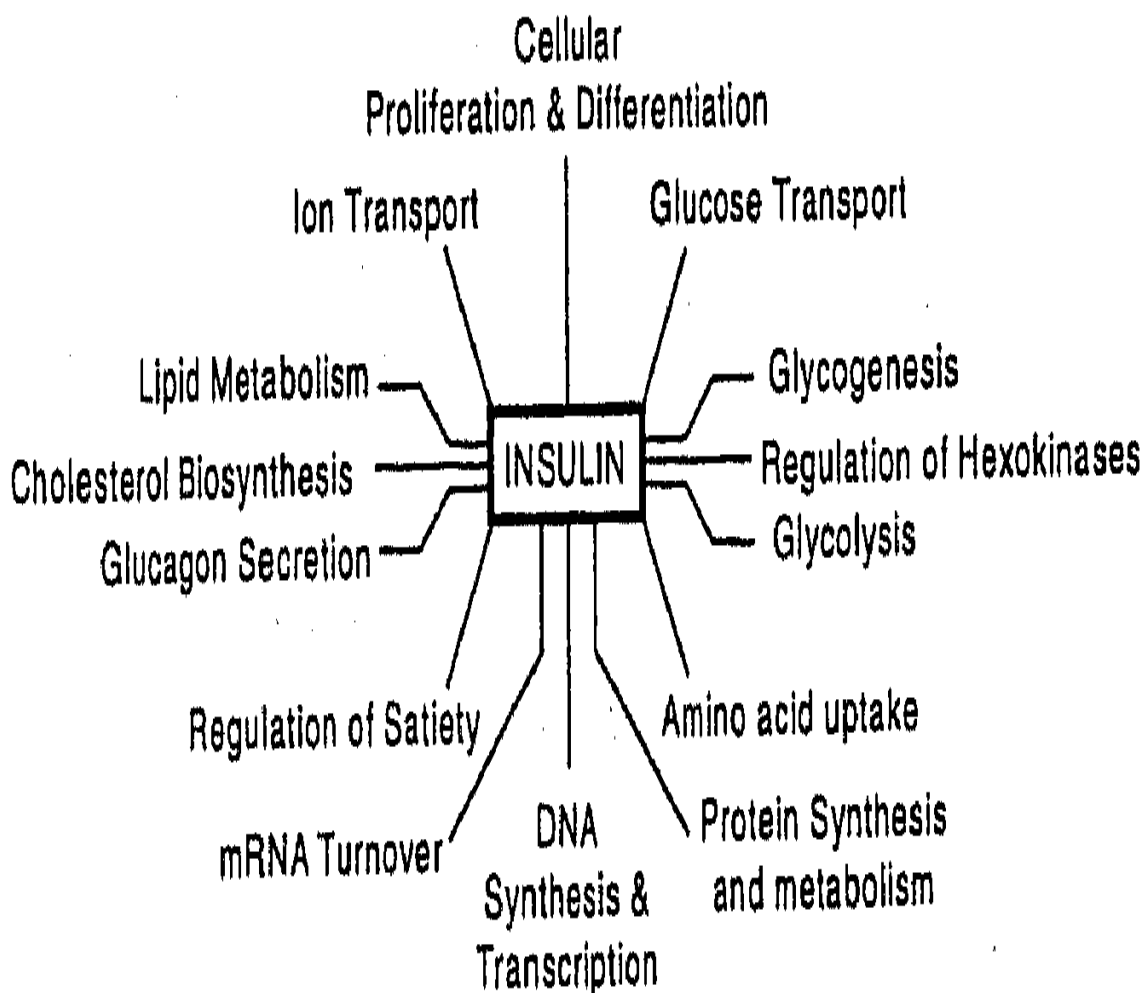 Cellular
Proliferation & Differentiation
Ion Transport
Glucose Transport
Lipid Metabolism
Glycogenesis
INSULIN
Cholesterol Biosynthesis
Regulation of Hexokinases
Glucagon Secretion
Glycolysis
Regulation of Satiety
Amino acid uptake
mRNA Turnover
DNA
Synthesis &
Transcription
Protein Synthesis
and metabolism